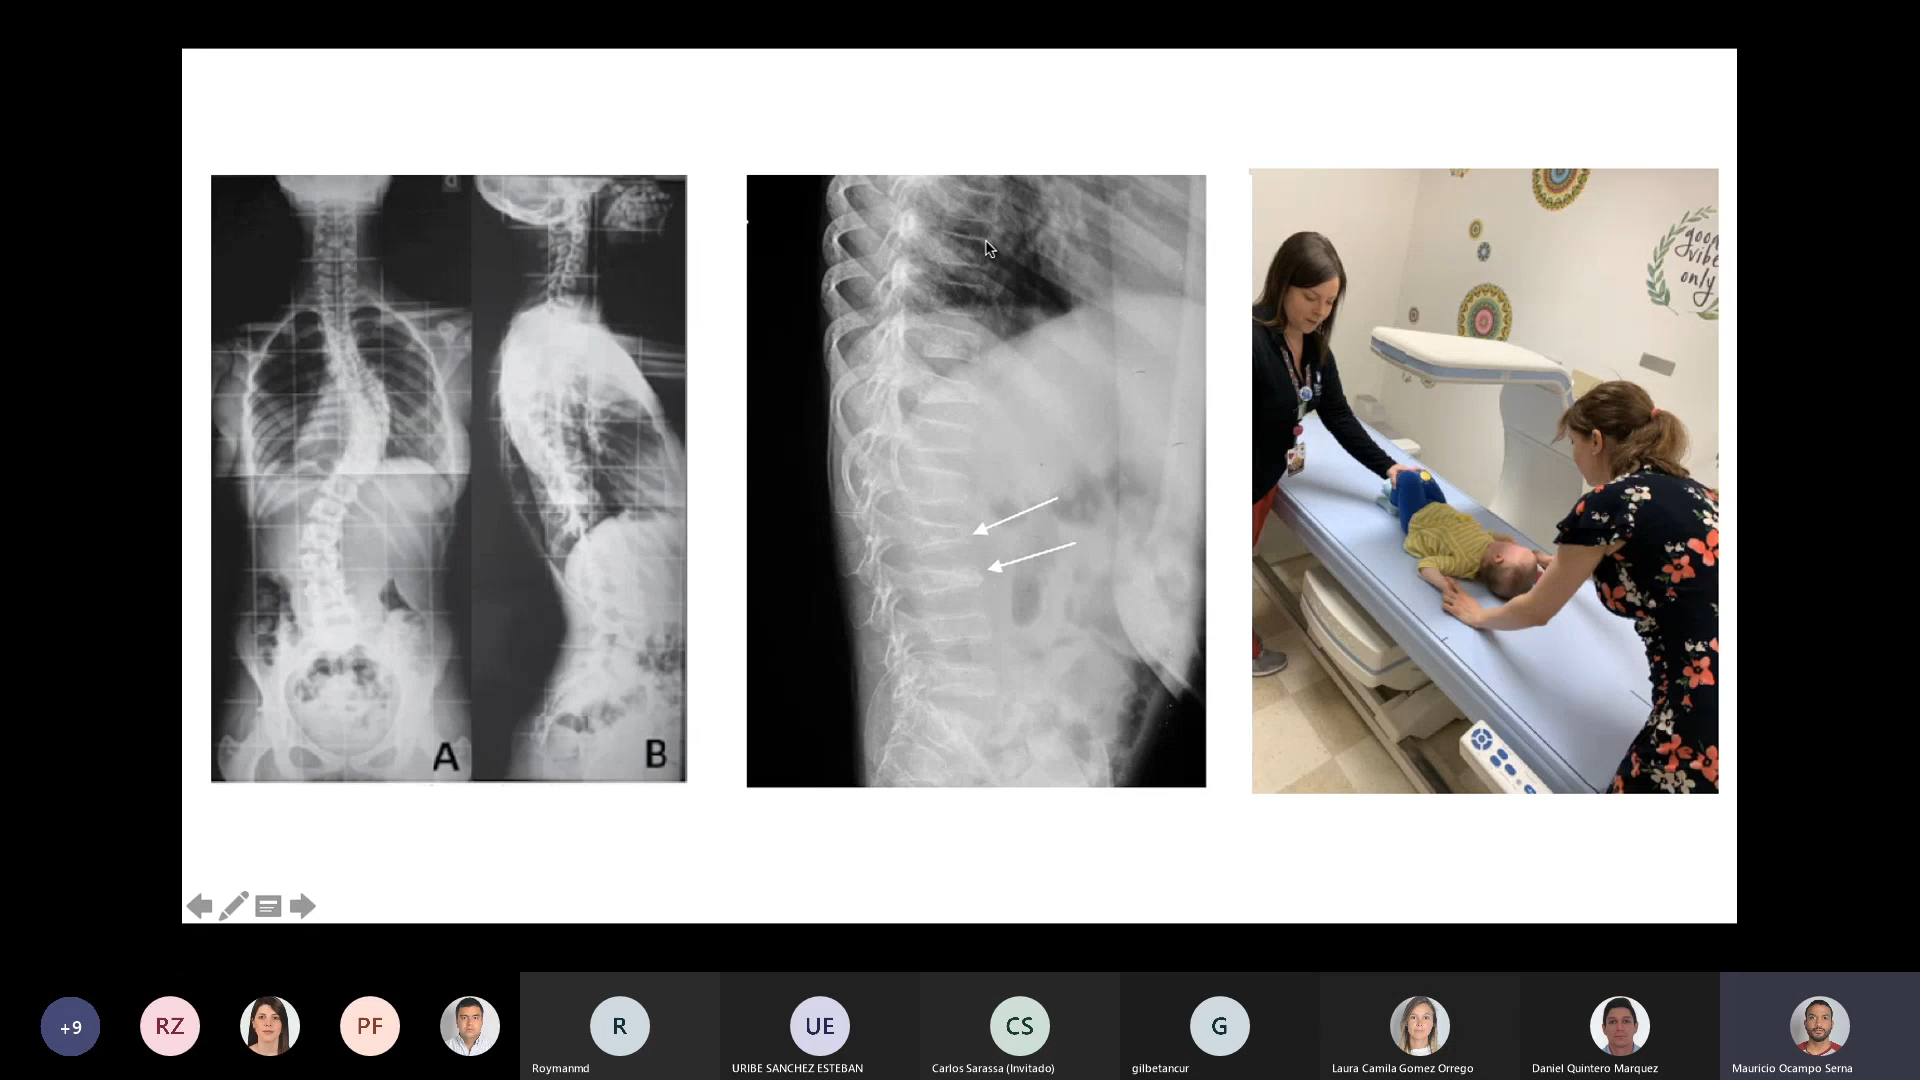 good
vibe
only
A
B
+9
RZ
PF
R
UE
CS
G
Roymanmd
URIBE SANCHEZ ESTEBAN
Carlos Sarassa (Invitado)
gilbetancur
Laura Camila Gomez Orrego
Daniel Quintero Marquez
Mauricio Ocampo Serna